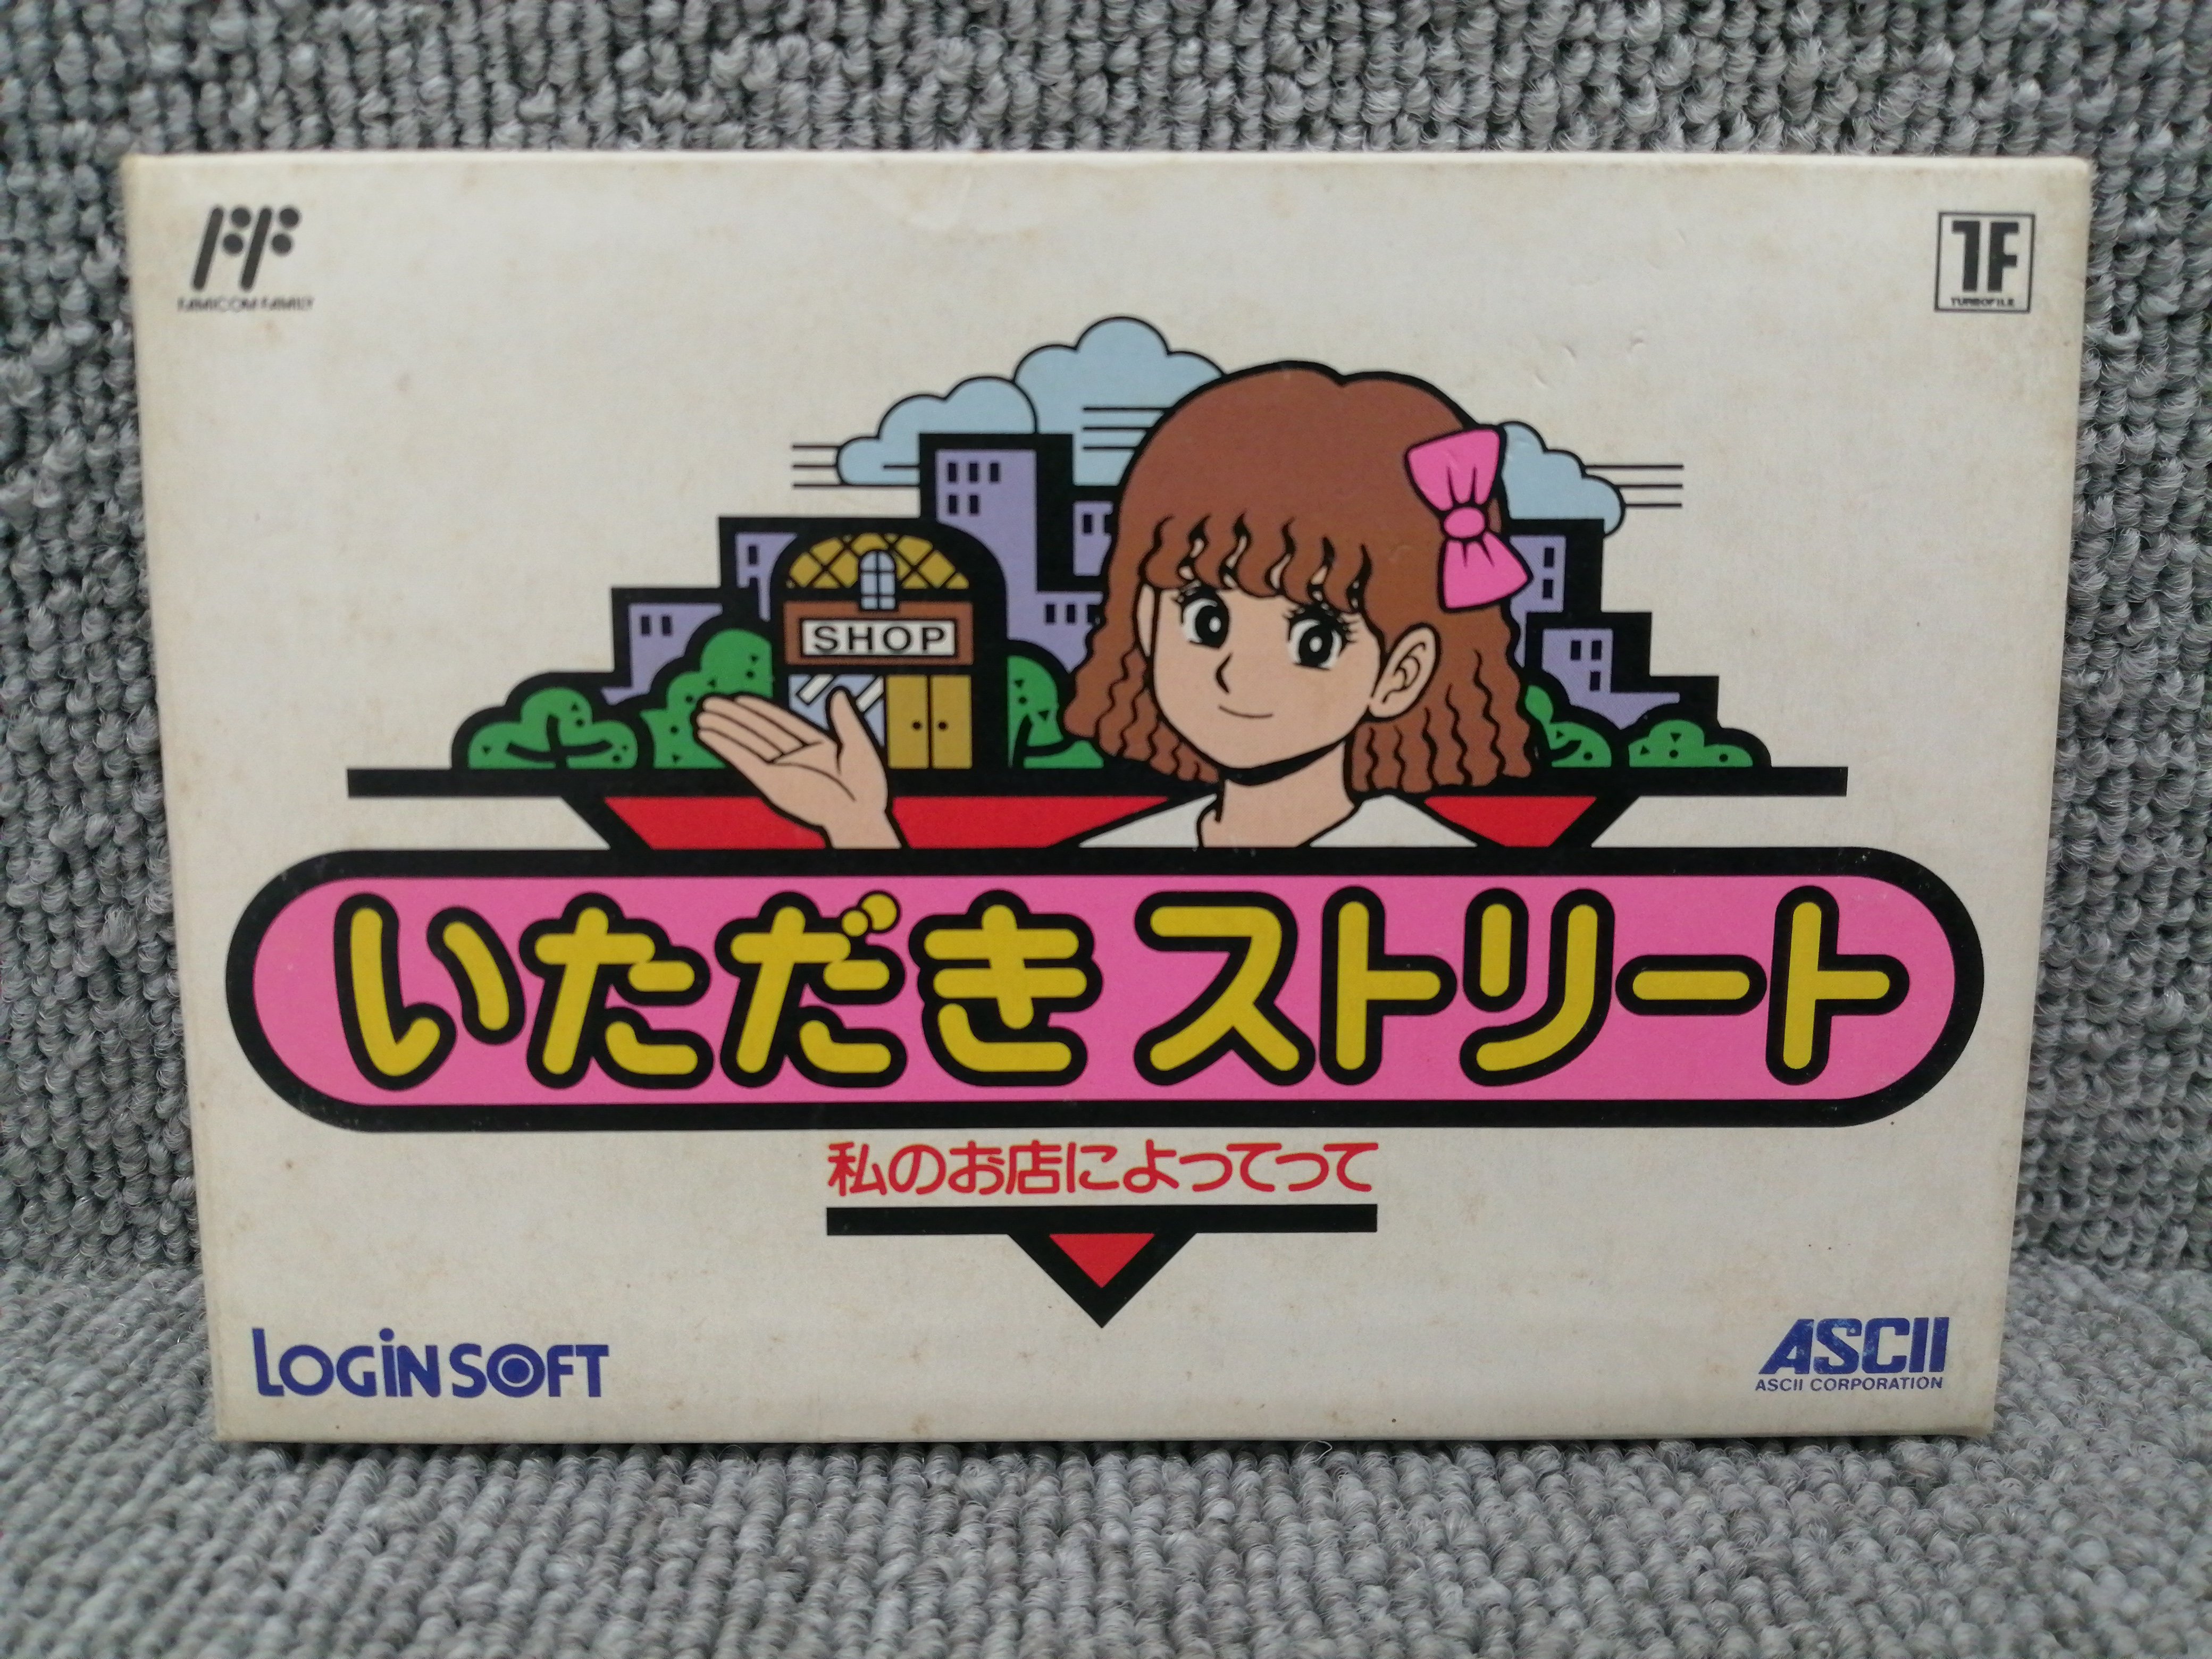 FAMICOM FAMILY
TF
TURBOFILE
SHOP
いただきストリート
私のお店によってって
LOGiN SOFT
ASCII
ASCII CORPORATION